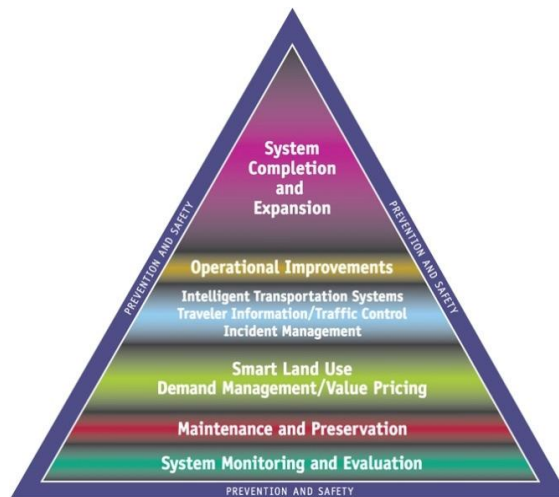 System
Completion
and
Expansion
PREVENTION AND SAFETY
PREVENTION AND SAFETY
Operational Improvements
Intelligent Transportation Systems
Traveler Information/Traffic Control
Incident Management
Smart Land Use
Demand Management/Value Pricing
Maintenance and Preservation
System Monitoring and Evaluation
PREVENTION AND SAFETY